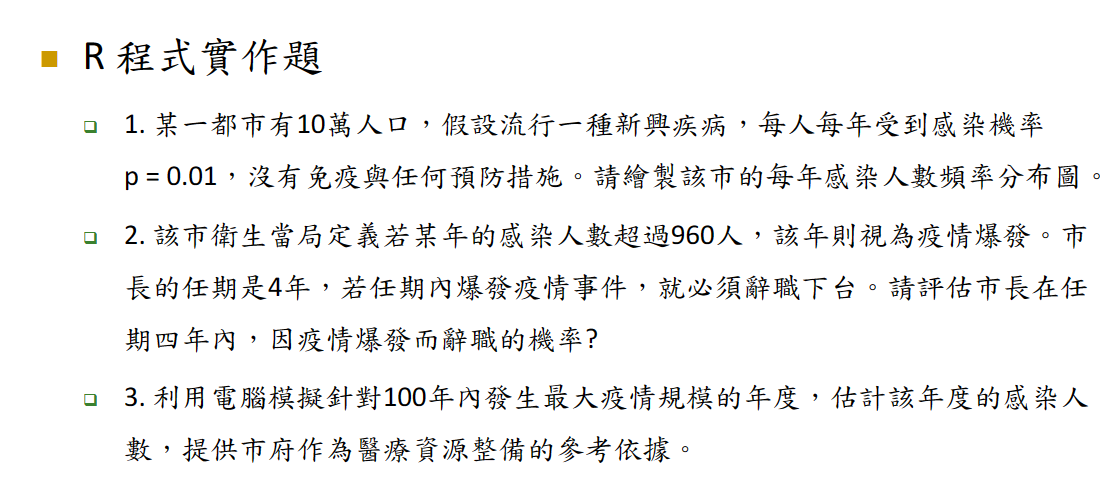 R 程式實作題
1. 某一都市有10萬人口，假設流行一種新興疾病，每人每年受到感染機率
p = 0.01，沒有免疫與任何預防措施。請繪製該市的每年感染人數頻率分布圖。
2. 該市衛生當局定義若某年的感染人數超過960人，該年則視為疫情爆發。市
長的任期是4年，若任期內爆發疫情事件，就必須辭職下台。請評估市長在任
期四年內，因疫情爆發而辭職的機率?
3. 利用電腦模擬針對100年內發生最大疫情規模的年度，估計該年度的感染人
數，提供市府作為醫療資源整備的參考依據。